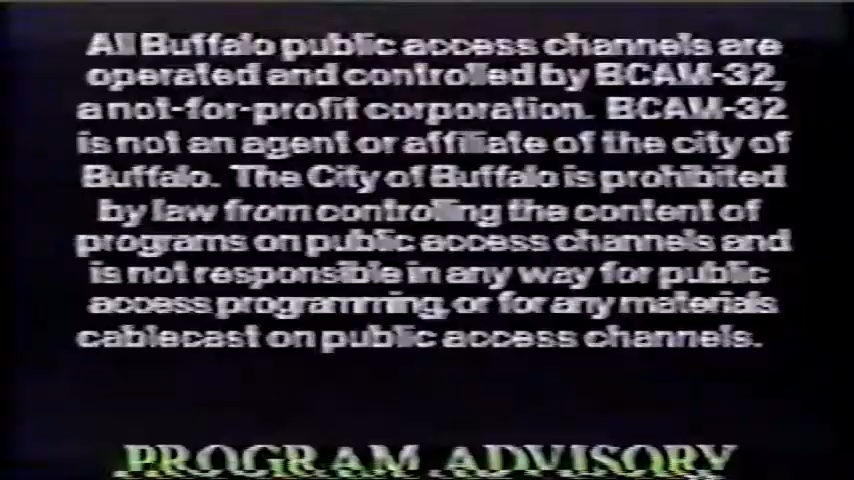 All Buffalo public access channels are
operated and controlled by BCAM-32,
a not-for-profit corporation. BCAM-32
is not an agent or affiliate of the city of
Buffalo. The City of Buffalo is prohibited
by law from controlling the content of
programs on public access channels and
is not responsible in any way for public
access programming, or for any materials
cablecast on public access channels.
PROGRAM ADVISORY